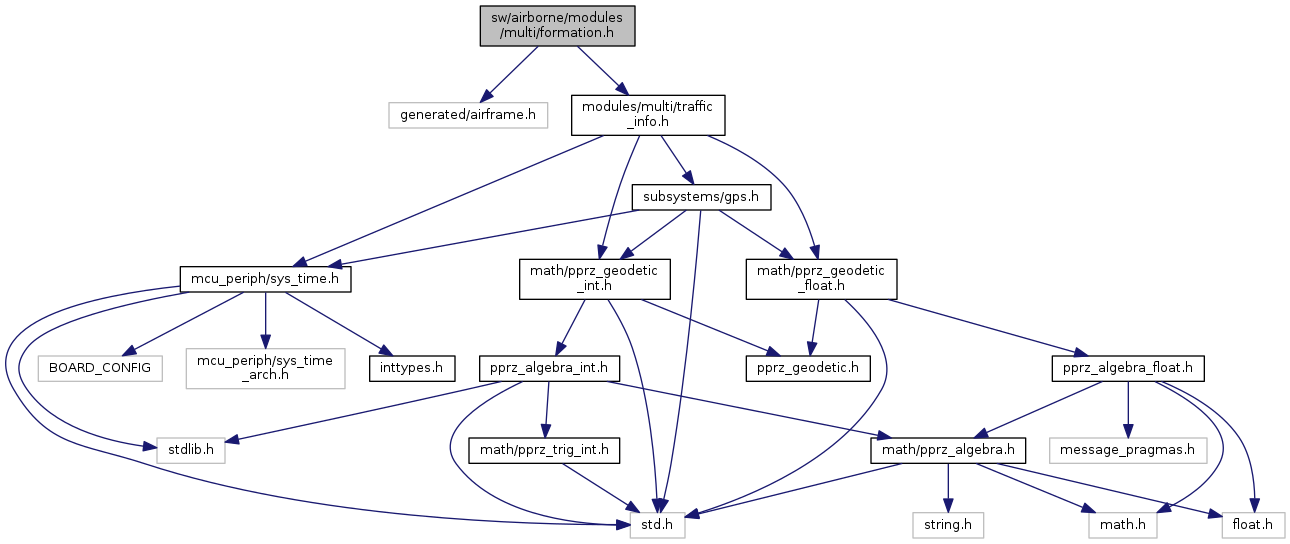 sw/airborne/modules
/multi/formation.h
generated/airframe.h
modules/multi/traffic
_info.h
subsystems/gps.h
mcu_periph/sys_time.h
math/pprz_geodetic
_int.h
math/pprz_geodetic
_float.h
BOARD_CONFIG
mcu_periph/sys_time
_arch.h
inttypes.h
pprz_algebra_int.h
pprz_geodetic.h
pprz_algebra_float.h
stdlib.h
math/pprz_trig_int.h
math/pprz_algebra.h
message_pragmas.h
std.h
string.h
math.h
float.h